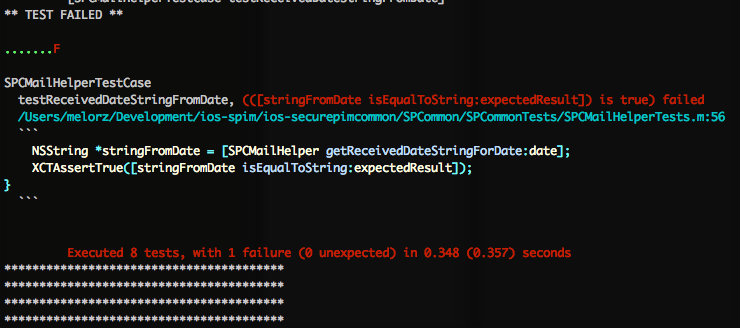 [SPCMailHelperTestCase testReceivedDateStringFromDate]
** TEST FAILED **
.......F
SPCMailHelperTestCase
testReceivedDateStringFromDate, (([stringFromDate isEqualToString:expectedResult]) is true) failed
/Users/melorz/Development/ios-spim/ios-securepimcommon/SPCommon/SPCommonTests/SPCMailHelperTests.m:56
```
NSString *stringFromDate = [SPCMailHelper getReceivedDateStringForDate:date];
XCTAssertTrue([stringFromDate isEqualToString:expectedResult]);
}
```
Executed 8 tests, with 1 failure (0 unexpected) in 0.348 (0.357) seconds
****************************************
****************************************
****************************************
****************************************